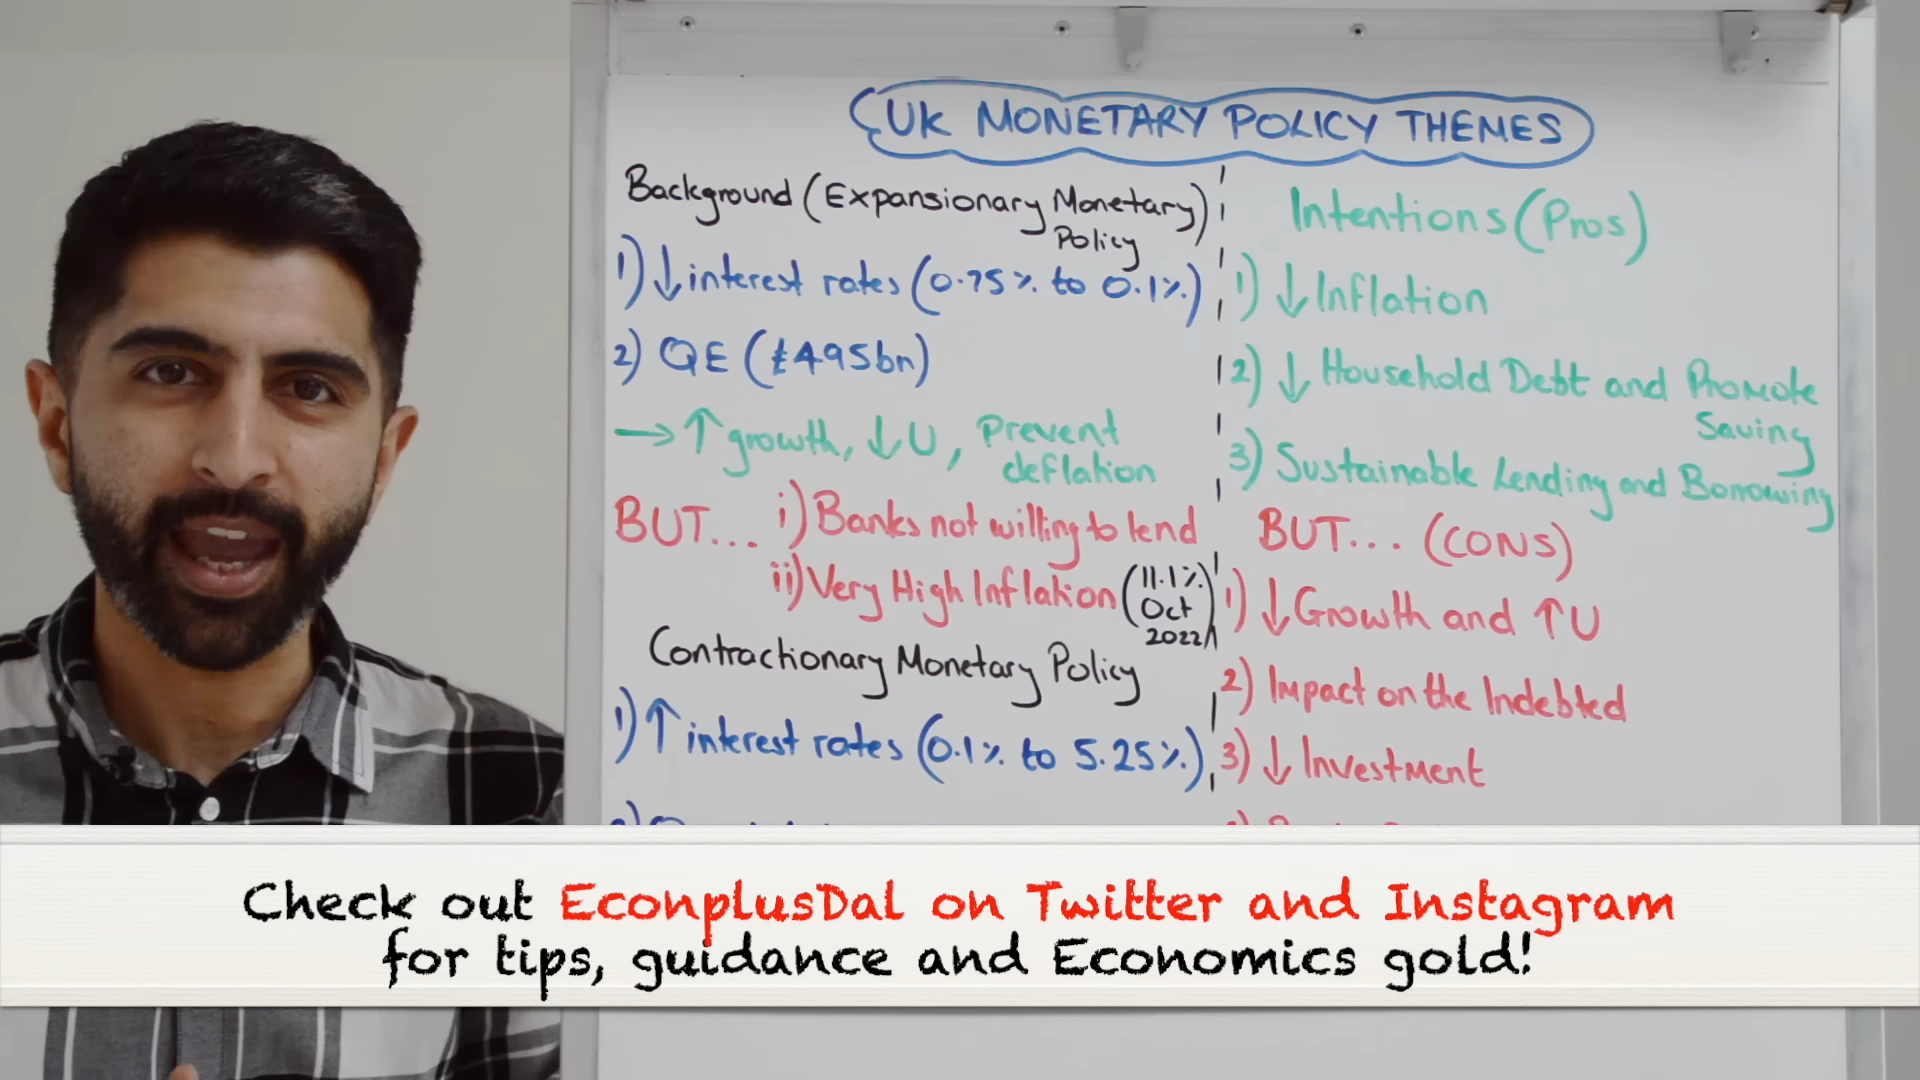 UK MONETARY POLICY THEMES
Background (Expansionary Monetary Policy)
1) ↓ interest rates (0.75% to 0.1%)
2) QE (£495bn)
→ ↑ growth, ↓ U, Prevent deflation
BUT... i) Banks not willing to lend
ii) Very High Inflation (11.1% Oct 2022)
Contractionary Monetary Policy
1) ↑ interest rates (0.1% to 5.25%)
Intentions (Pros)
1) ↓ Inflation
2) ↓ Household Debt and Promote Saving
3) Sustainable Lending and Borrowing
BUT... (CONS)
1) ↓ Growth and ↑ U
2) Impact on the Indebted
3) ↓ Investment
Check out EconplusDal on Twitter and Instagram
for tips, guidance and Economics gold!